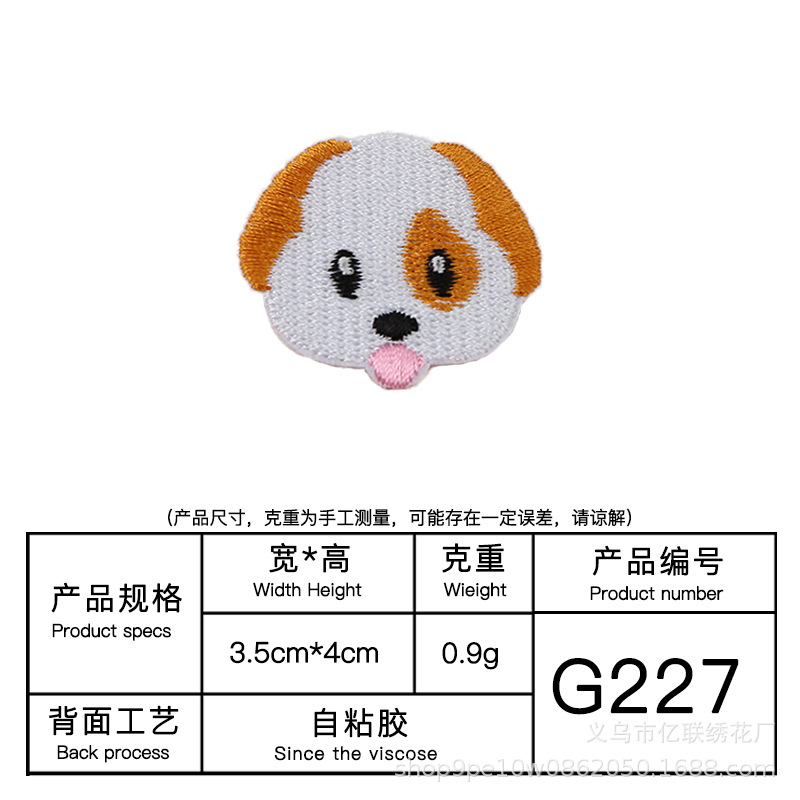 (产品尺寸，克重为手工测量，可能存在一定误差，请谅解)
产品规格
Product specs
宽*高
Width Height
克重
Wieight
产品编号
Product number
3.5cm*4cm
0.9g
G227
背面工艺
Back process
自粘胶
Since the viscose
义乌市亿联绣花厂
shop9pe10w0862050.1688.com